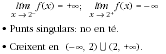 lim f(x) = +∞; lim f(x) = −∞
x → 2⁻ x → 2⁺
• Punts singulars: no en té.
• Creixent en (−∞, 2) ∪ (2, +∞).